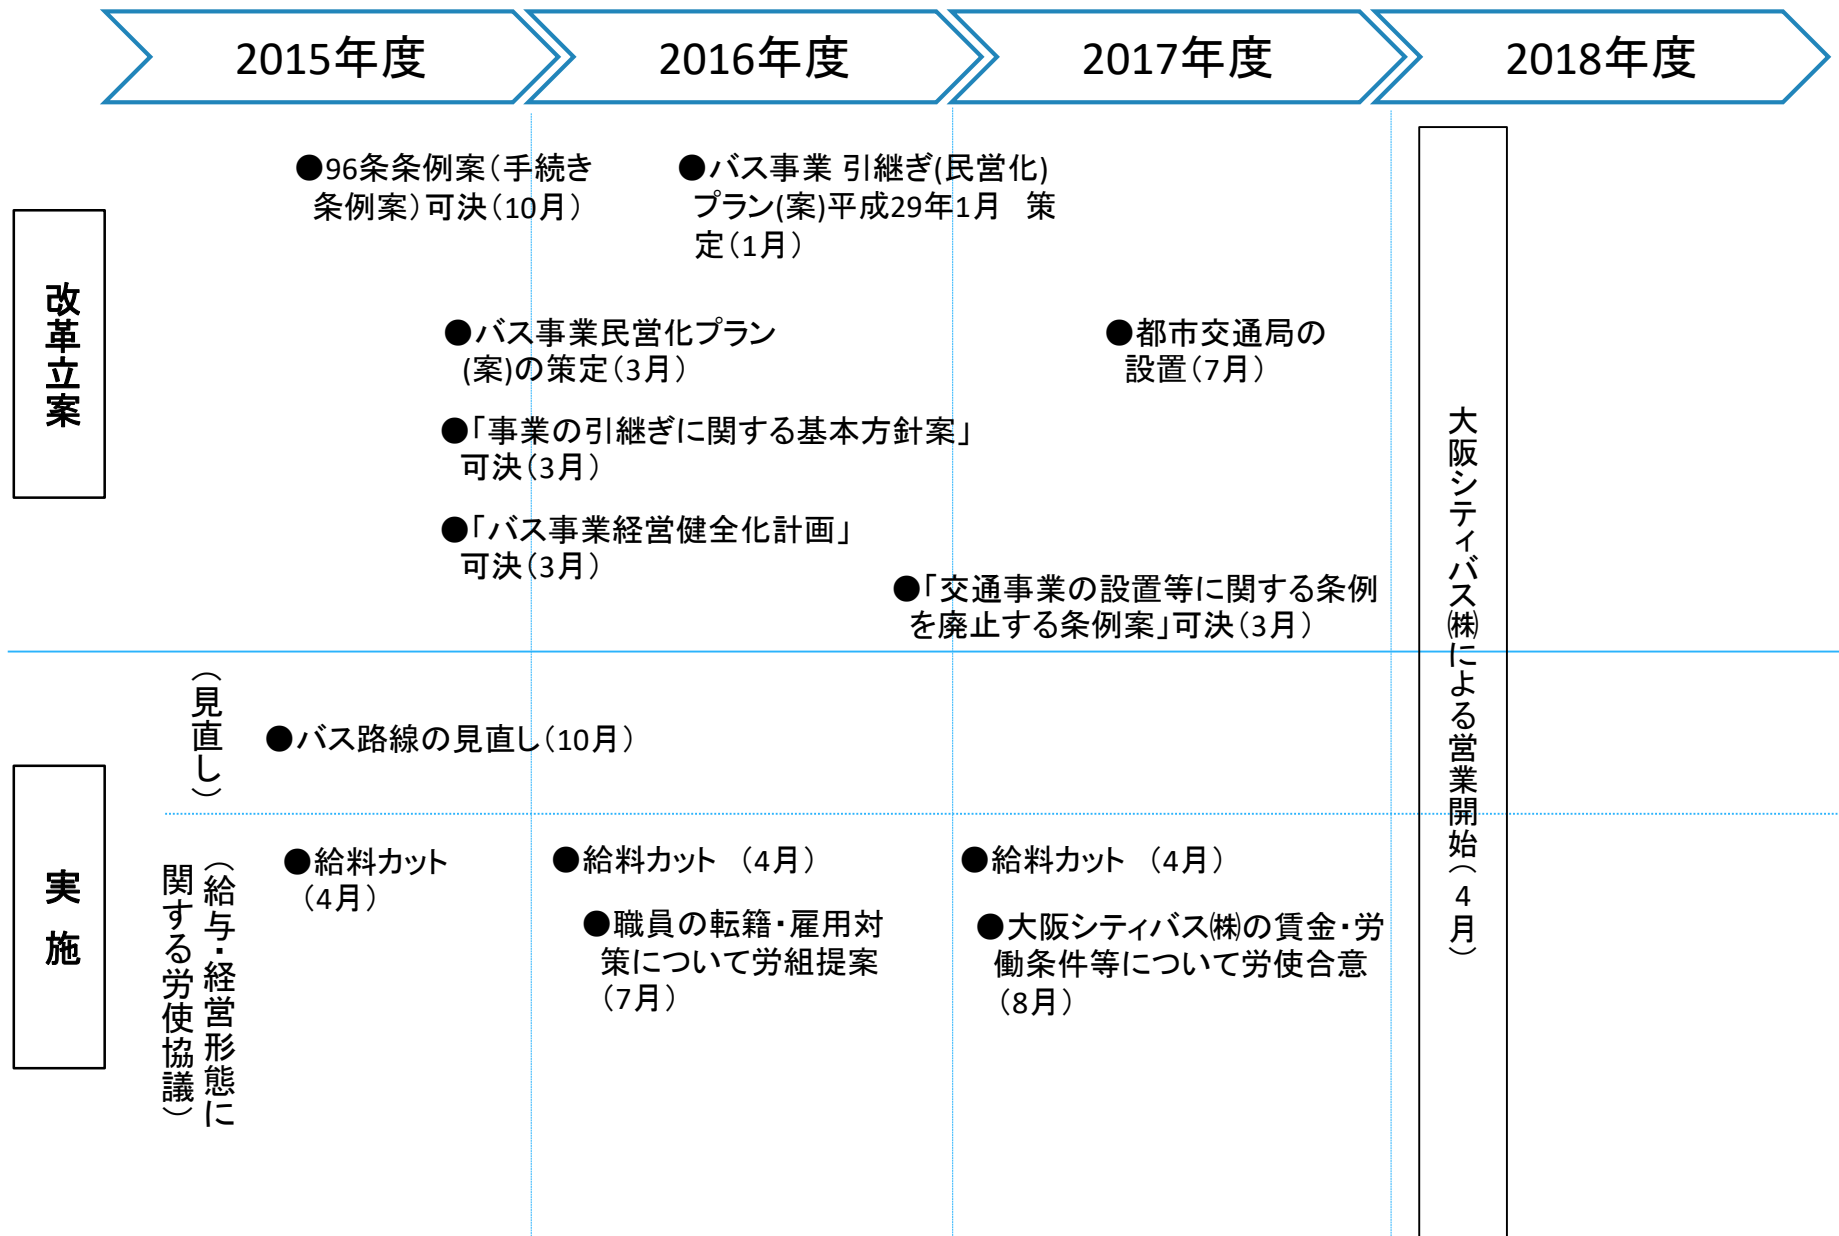 2015年度
2016年度
2017年度
2018年度
改革立案
●96条条例案（手続き
条例案）可決（10月）
●バス事業 引継ぎ(民営化)
プラン(案)平成29年1月　策
定（1月）
●バス事業民営化プラン
(案)の策定（3月）
●都市交通局の
設置（7月）
●「事業の引継ぎに関する基本方針案」
可決（3月）
●「バス事業経営健全化計画」
可決（3月）
●「交通事業の設置等に関する条例
を廃止する条例案」可決（3月）
大阪シティバス㈱による営業開始（4月）
実　施
（見直し）
●バス路線の見直し（10月）
（給与・経営形態に
関する労使協議）
●給料カット
（4月）
●給料カット　（4月）
●職員の転籍・雇用対
策について労組提案
（7月）
●給料カット　（4月）
●大阪シティバス㈱の賃金・労
働条件等について労使合意
（8月）